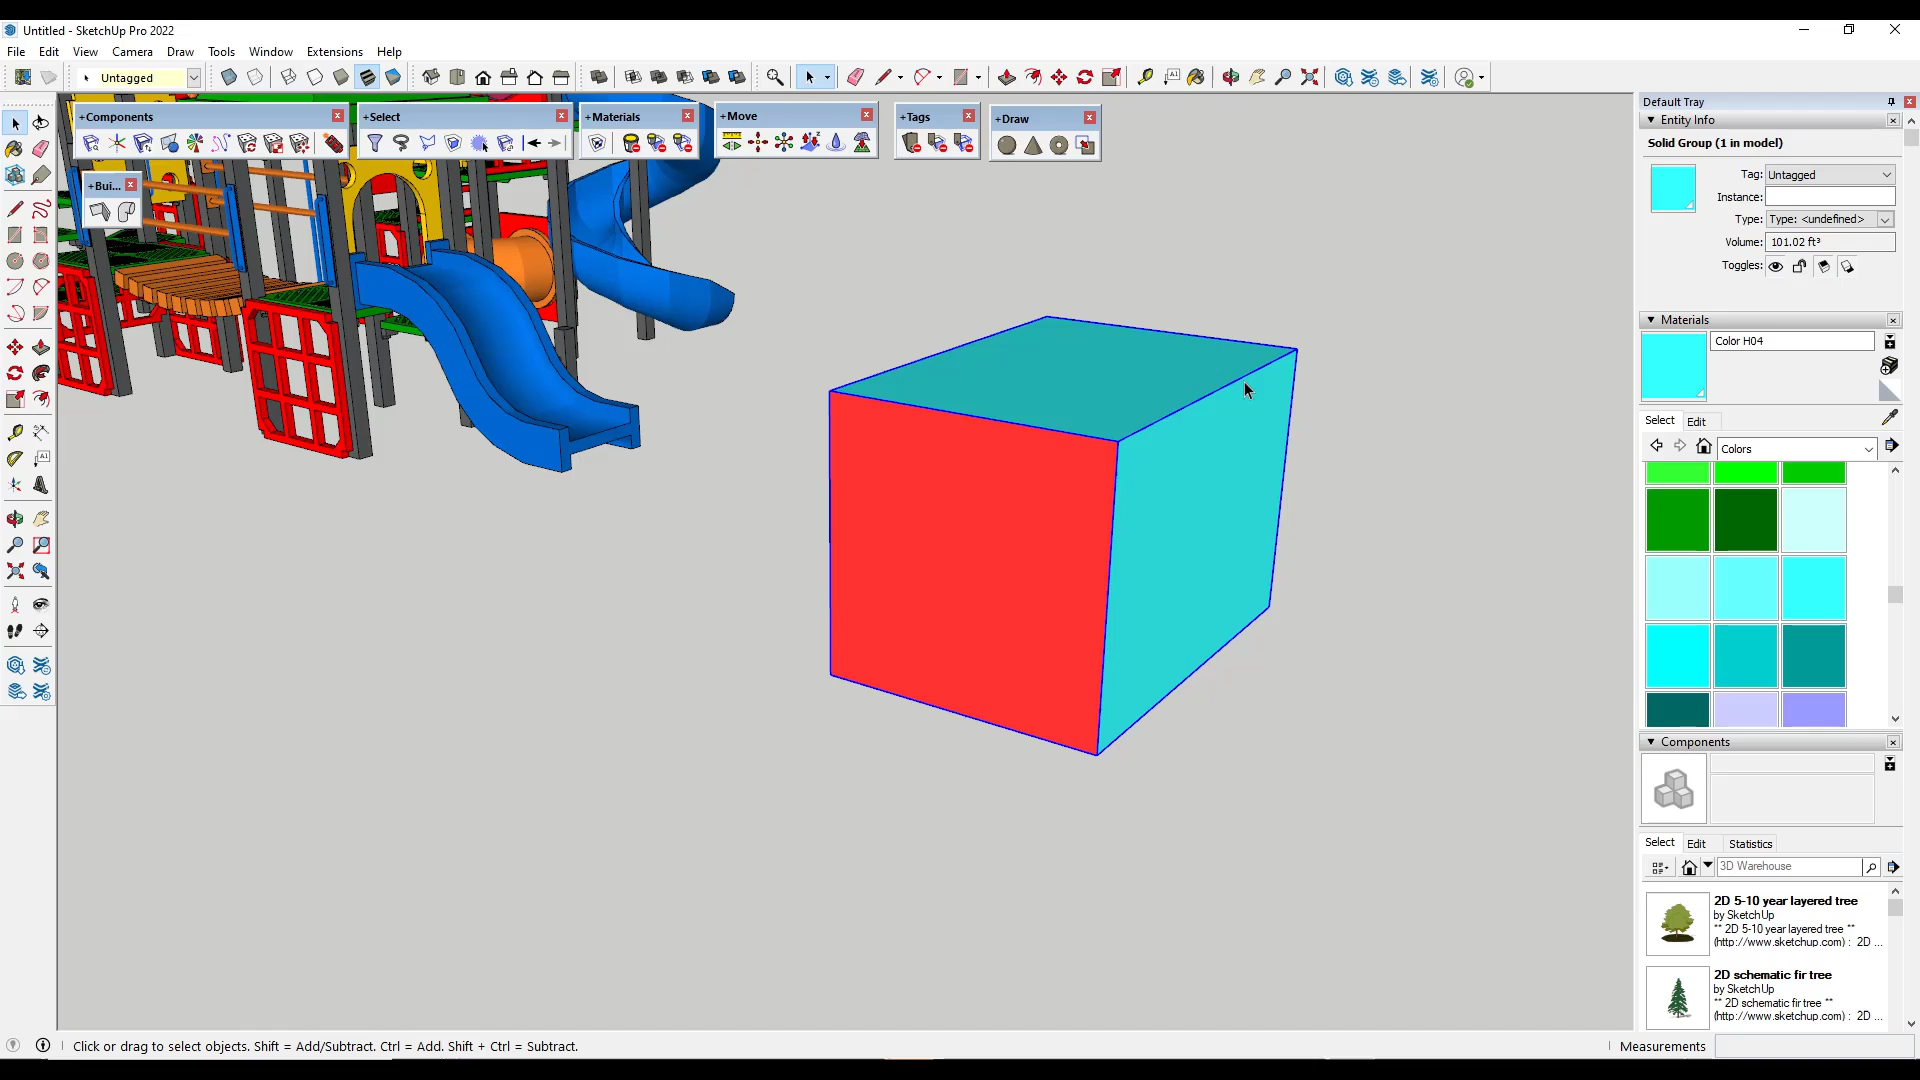 Untitled - SketchUp Pro 2022
File Edit View Camera Draw Tools Window Extensions Help
Untagged
+Components
+Select
+Materials
+Move
+Tags
+Draw
+Bui...
Default Tray
Entity Info
Solid Group (1 in model)
Tag: Untagged
Instance:
Type: Type: <undefined>
Volume: 101.02 ft³
Toggles:
Materials
Color H04
Select Edit
Colors
Components
Select Edit Statistics
3D Warehouse
2D 5-10 year layered tree
by SketchUp
** 2D 5-10 year layered tree **
(http://www.sketchup.com) : 2D ...
2D schematic fir tree
by SketchUp
** 2D schematic fir tree **
(http://www.sketchup.com) : 2D ...
Click or drag to select objects. Shift = Add/Subtract. Ctrl = Add. Shift + Ctrl = Subtract.
Measurements